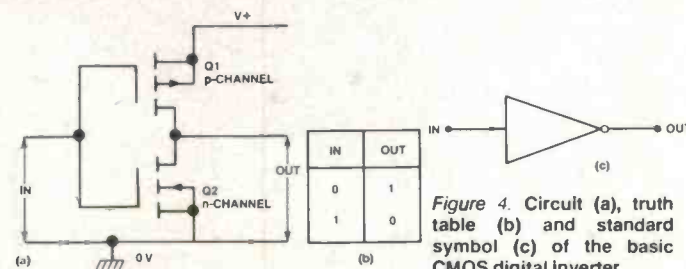 V+
Q1
p-CHANNEL
IN
OUT
Q2
n-CHANNEL
(a)
0 V
IN OUT
0 1
1 0
(b)
IN OUT
(c)
Figure 4. Circuit (a), truth
table (b) and standard
symbol (c) of the basic
CMOS digital inverter